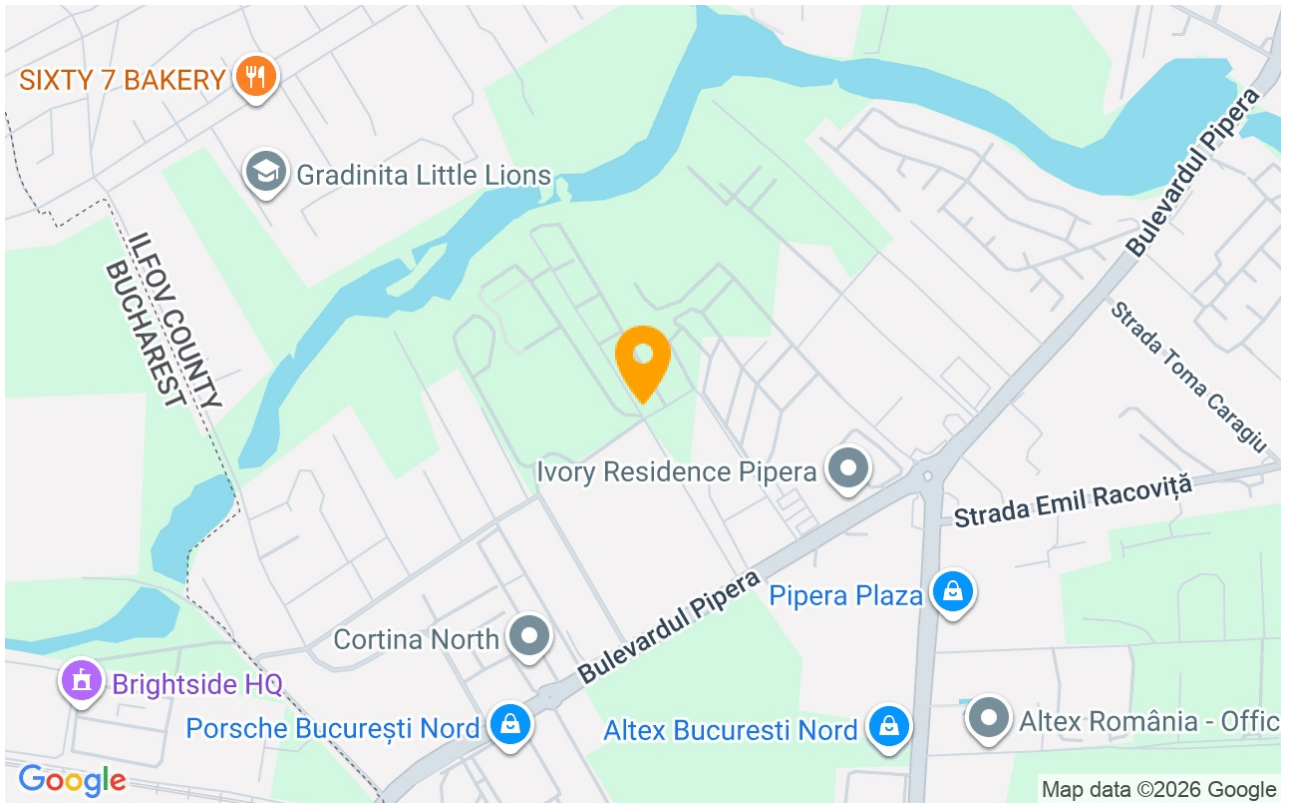 SIXTY 7 BAKERY
Gradinita Little Lions
Bulevardul Pipera
ILFOV COUNTY
BUCHAREST
Strada Toma Caragiu
Ivory Residence Pipera
Strada Emil Racoviță
Pipera Plaza
Bulevardul Pipera
Cortina North
Brightside HQ
Porsche București Nord
Altex Bucuresti Nord
Altex România - Offic
Google
Map data ©2026 Google